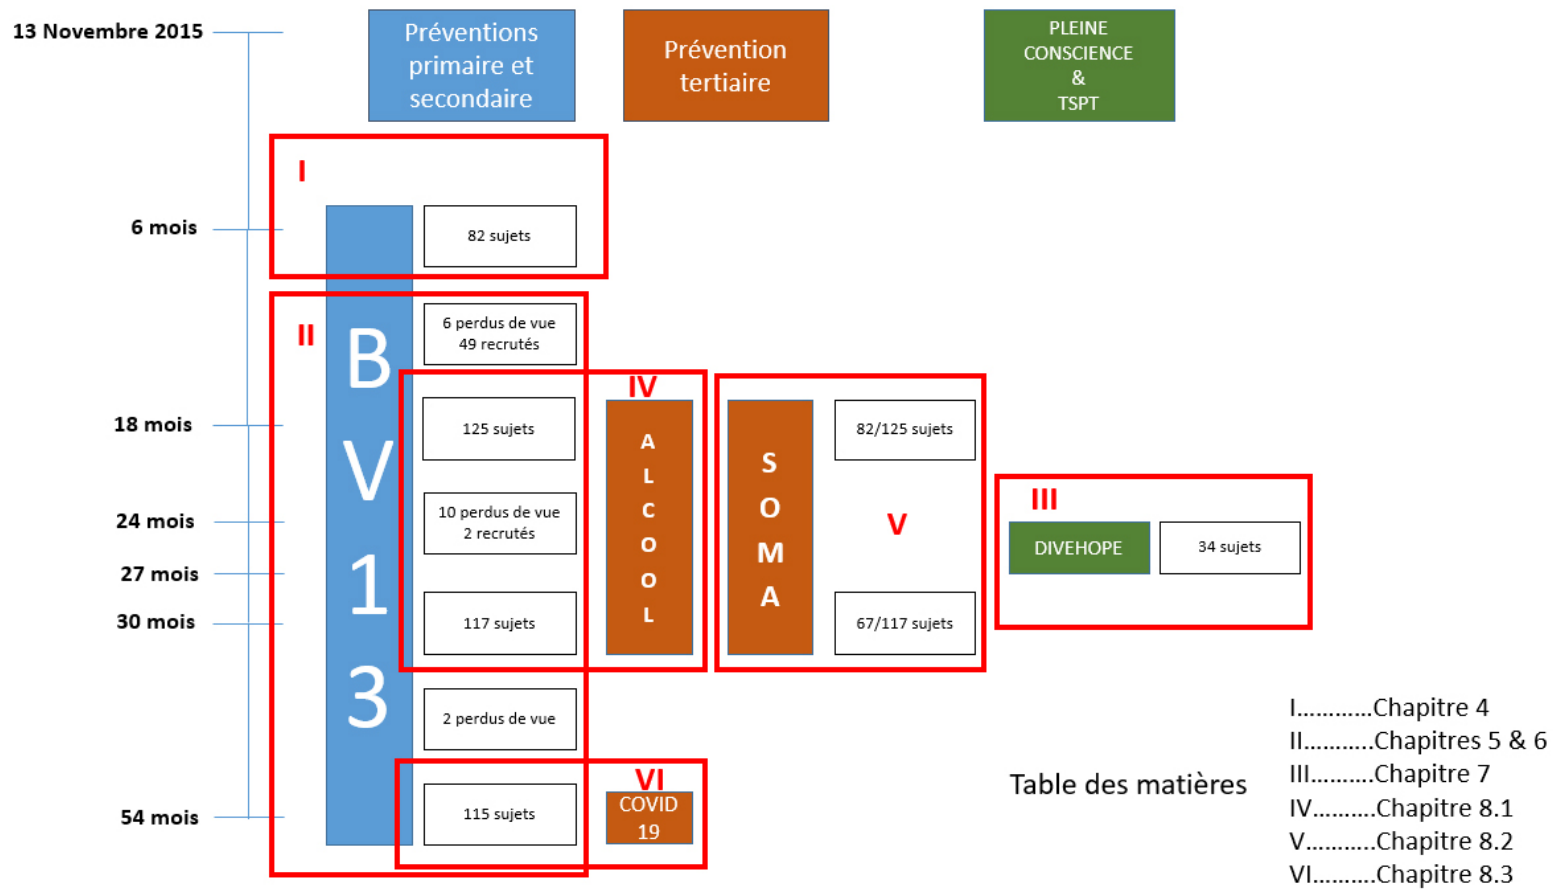 13 Novembre 2015
Préventions
primaire et
secondaire
Prévention
tertiaire
PLEINE
CONSCIENCE
&
TSPT
I
6 mois
82 sujets
II
B
V
1
3
6 perdus de vue
49 recrutés
IV
18 mois
125 sujets
A
L
C
O
O
L
S
O
M
A
82/125 sujets
V
III
24 mois
10 perdus de vue
2 recrutés
DIVEHOPE
34 sujets
27 mois
30 mois
117 sujets
67/117 sujets
2 perdus de vue
VI
54 mois
115 sujets
COVID
19
Table des matières
I............Chapitre 4
II...........Chapitres 5 & 6
III..........Chapitre 7
IV..........Chapitre 8.1
V...........Chapitre 8.2
VI..........Chapitre 8.3